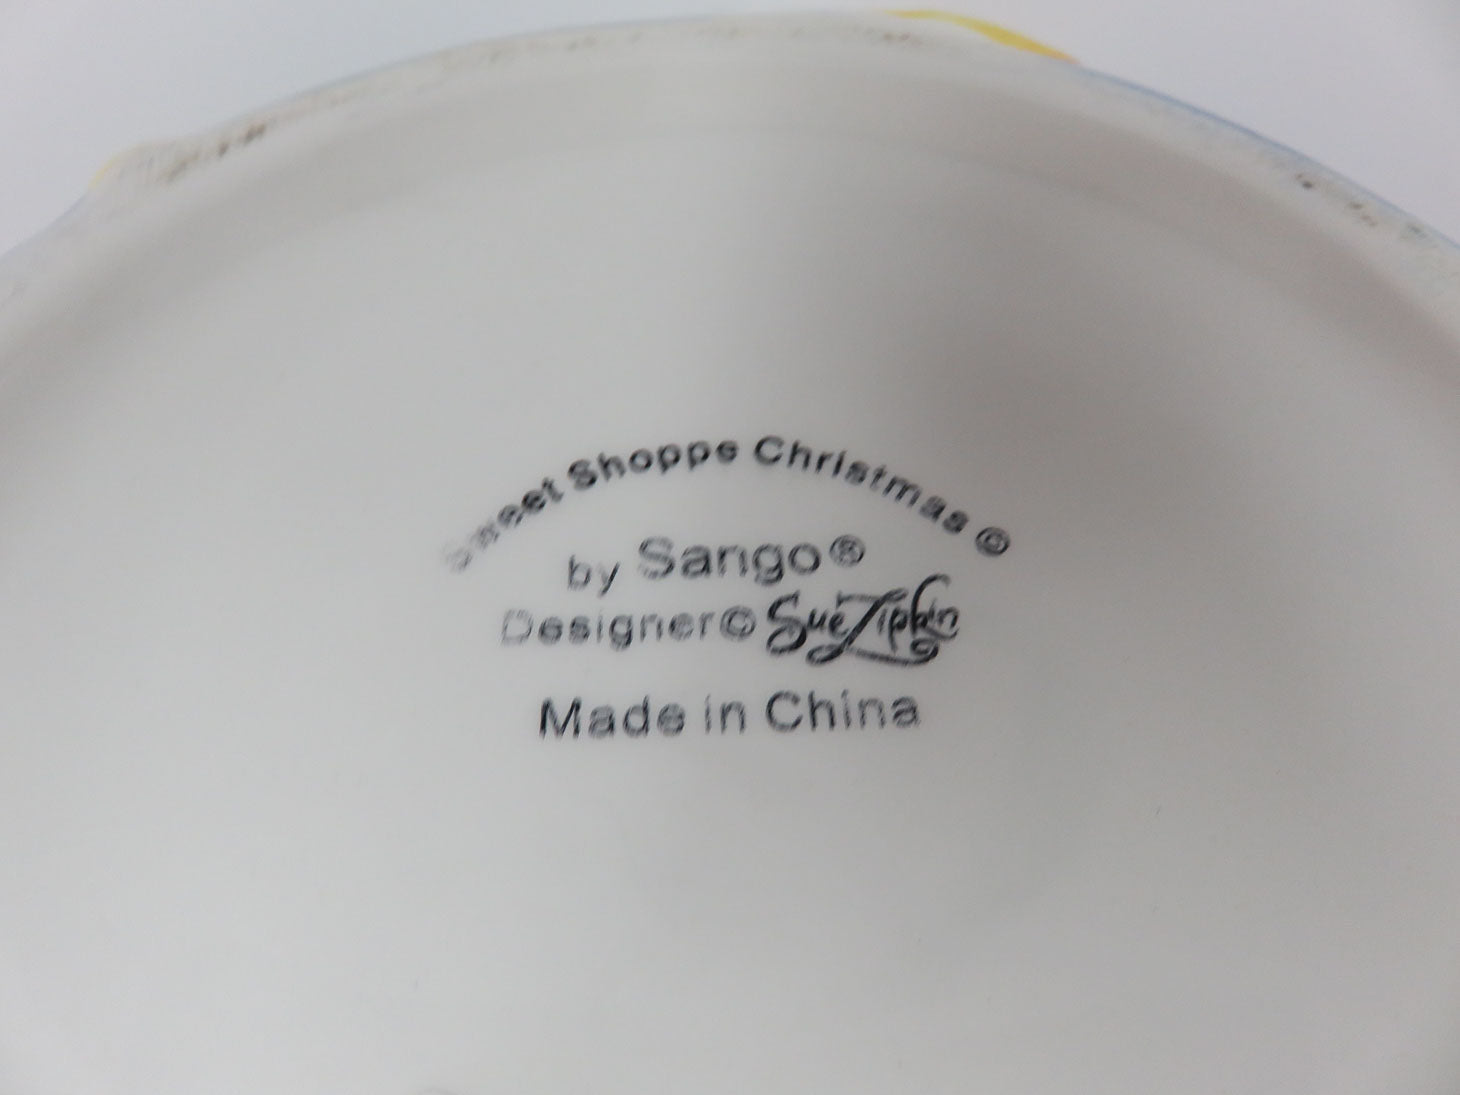 Sweet Shoppe Christmas ©
by Sango®
Designer© Sue Zipkin
Made in China